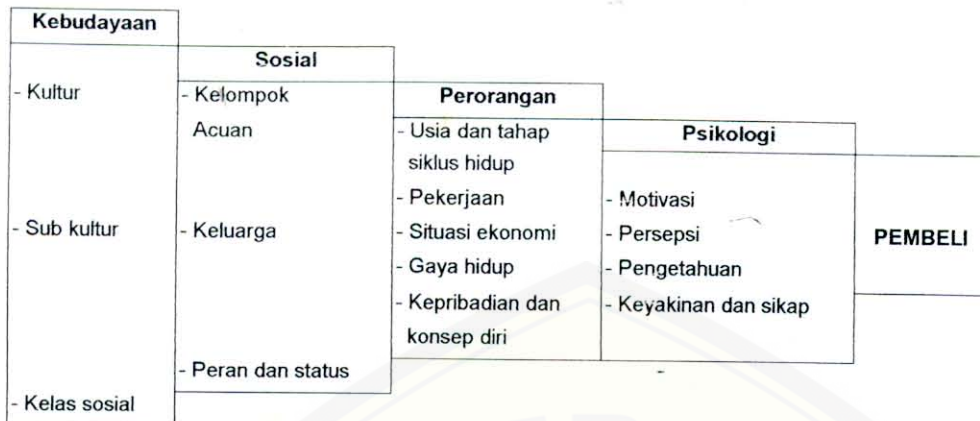 Kebudayaan
- Kultur
- Sub kultur
- Kelas sosial
Sosial
- Kelompok
Acuan
- Keluarga
- Peran dan status
Perorangan
- Usia dan tahap
siklus hidup
- Pekerjaan
- Situasi ekonomi
- Gaya hidup
- Kepribadian dan
konsep diri
Psikologi
- Motivasi
- Persepsi
- Pengetahuan
- Keyakinan dan sikap
PEMBELI